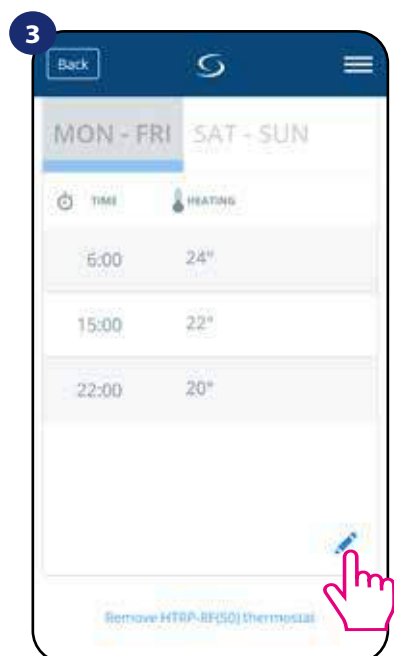 3
Back
MON - FRI SAT - SUN
TIME HEATING
6:00 24°
15:00 22°
22:00 20°
Remove HTRP-RF(50) thermostat